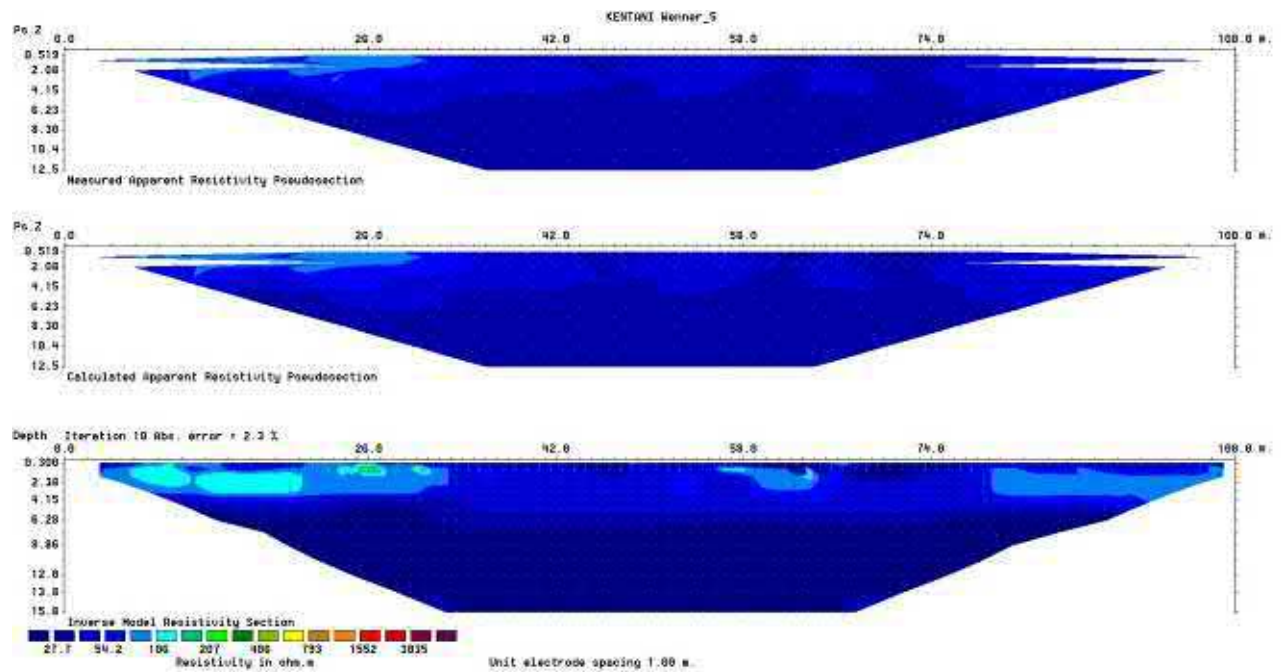 KENTANI Wenner_5
Ps.Z 0.0 26.0 42.0 58.0 74.0 100.0 m.
0.519
2.08
4.15
6.23
8.30
10.4
12.5
Measured Apparent Resistivity Pseudosection
Ps.Z 0.0 26.0 42.0 58.0 74.0 100.0 m.
0.519
2.08
4.15
6.23
8.30
10.4
12.5
Calculated Apparent Resistivity Pseudosection
Depth Iteration 10 Abs. error = 2.3 %
0.0 26.0 42.0 58.0 74.0 100.0 m.
0.300
2.30
4.15
6.28
8.86
12.0
13.8
15.8
Inverse Model Resistivity Section
27.7 54.2 106 207 406 793 1552 3035
Resistivity in ohm.m Unit electrode spacing 1.00 m.